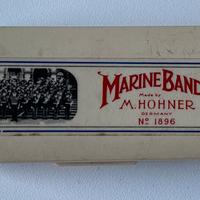 MARINE BAND
Made by
M. HOHNER
GERMANY
No 1896